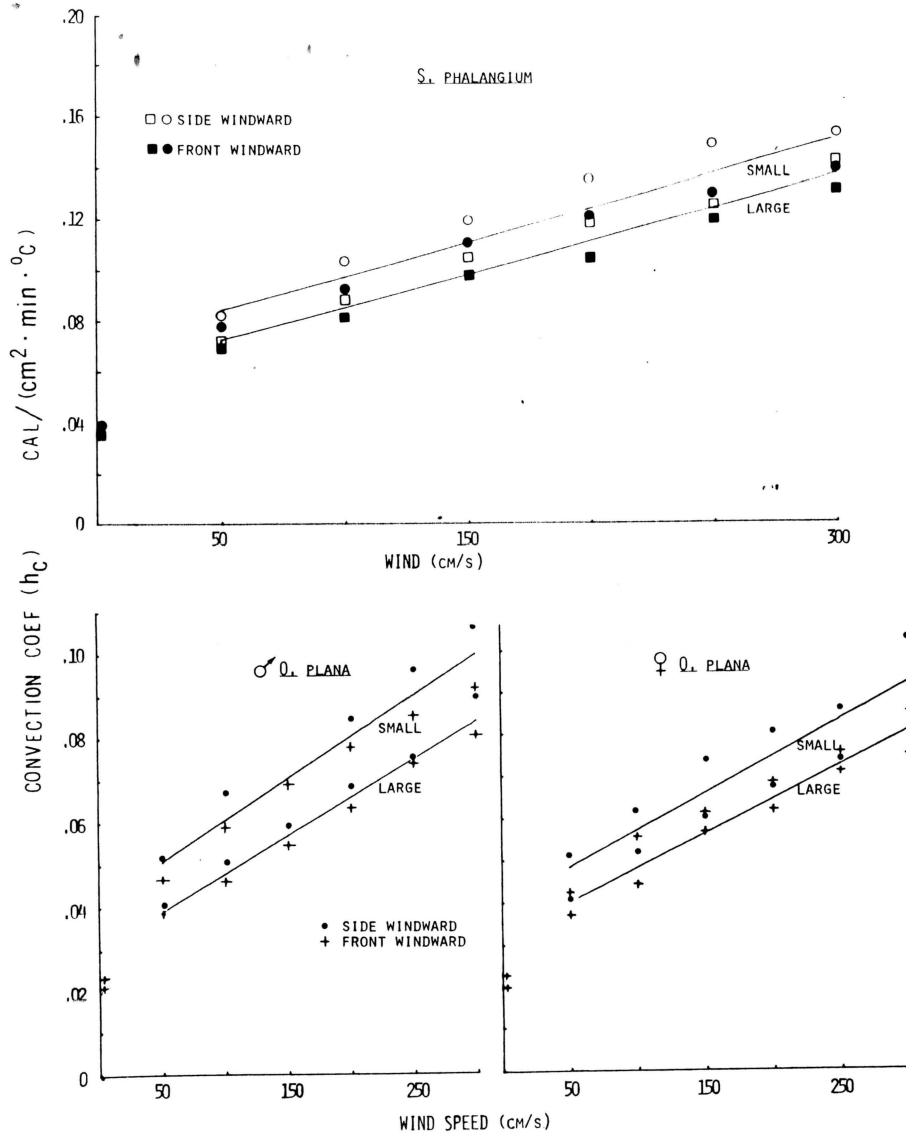 .20
S. PHALANGIUM
□ ○ SIDE WINDWARD
■ ● FRONT WINDWARD
.16
SMALL
LARGE
.12
.08
.04
0
50 150 300
WIND (CM/S)
CAL/(cm²·min·⁰C)
CONVECTION COEF (hc)
♂ O. PLANA
.10
SMALL
.08
LARGE
.06
.04
● SIDE WINDWARD
+ FRONT WINDWARD
.02
0
50 150 250
♀ O. PLANA
SMALL
LARGE
50 150 250
WIND SPEED (CM/S)